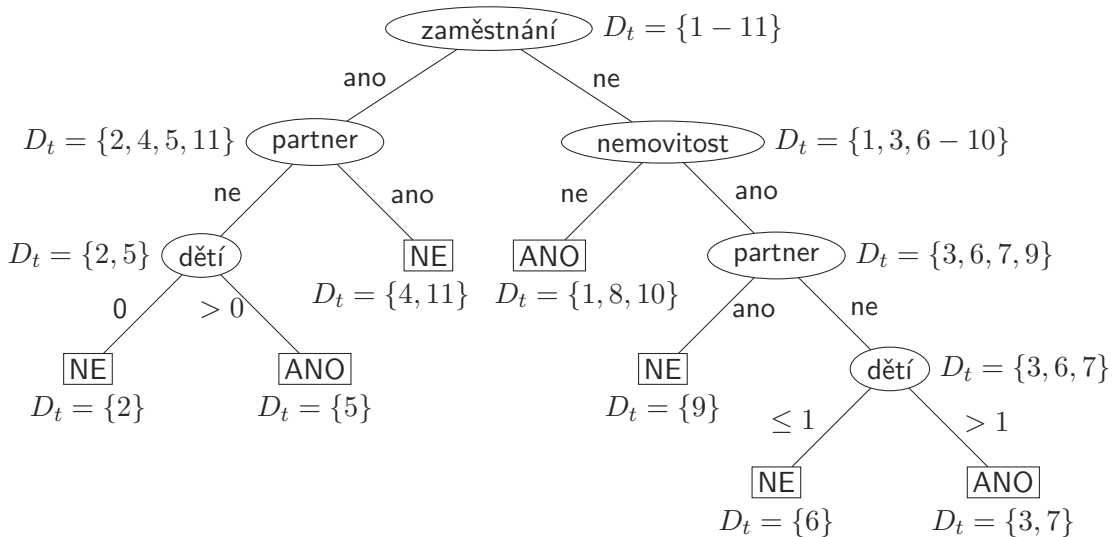 zaměstnání D_t = {1 − 11}
ano ne
D_t = {2, 4, 5, 11} partner nemovitost D_t = {1, 3, 6 − 10}
ne ano ne ano
D_t = {2, 5} dětí NE ANO partner D_t = {3, 6, 7, 9}
D_t = {4, 11} D_t = {1, 8, 10}
0 > 0 ano ne
NE ANO NE dětí D_t = {3, 6, 7}
D_t = {2} D_t = {5} D_t = {9}
≤ 1 > 1
NE ANO
D_t = {6} D_t = {3, 7}